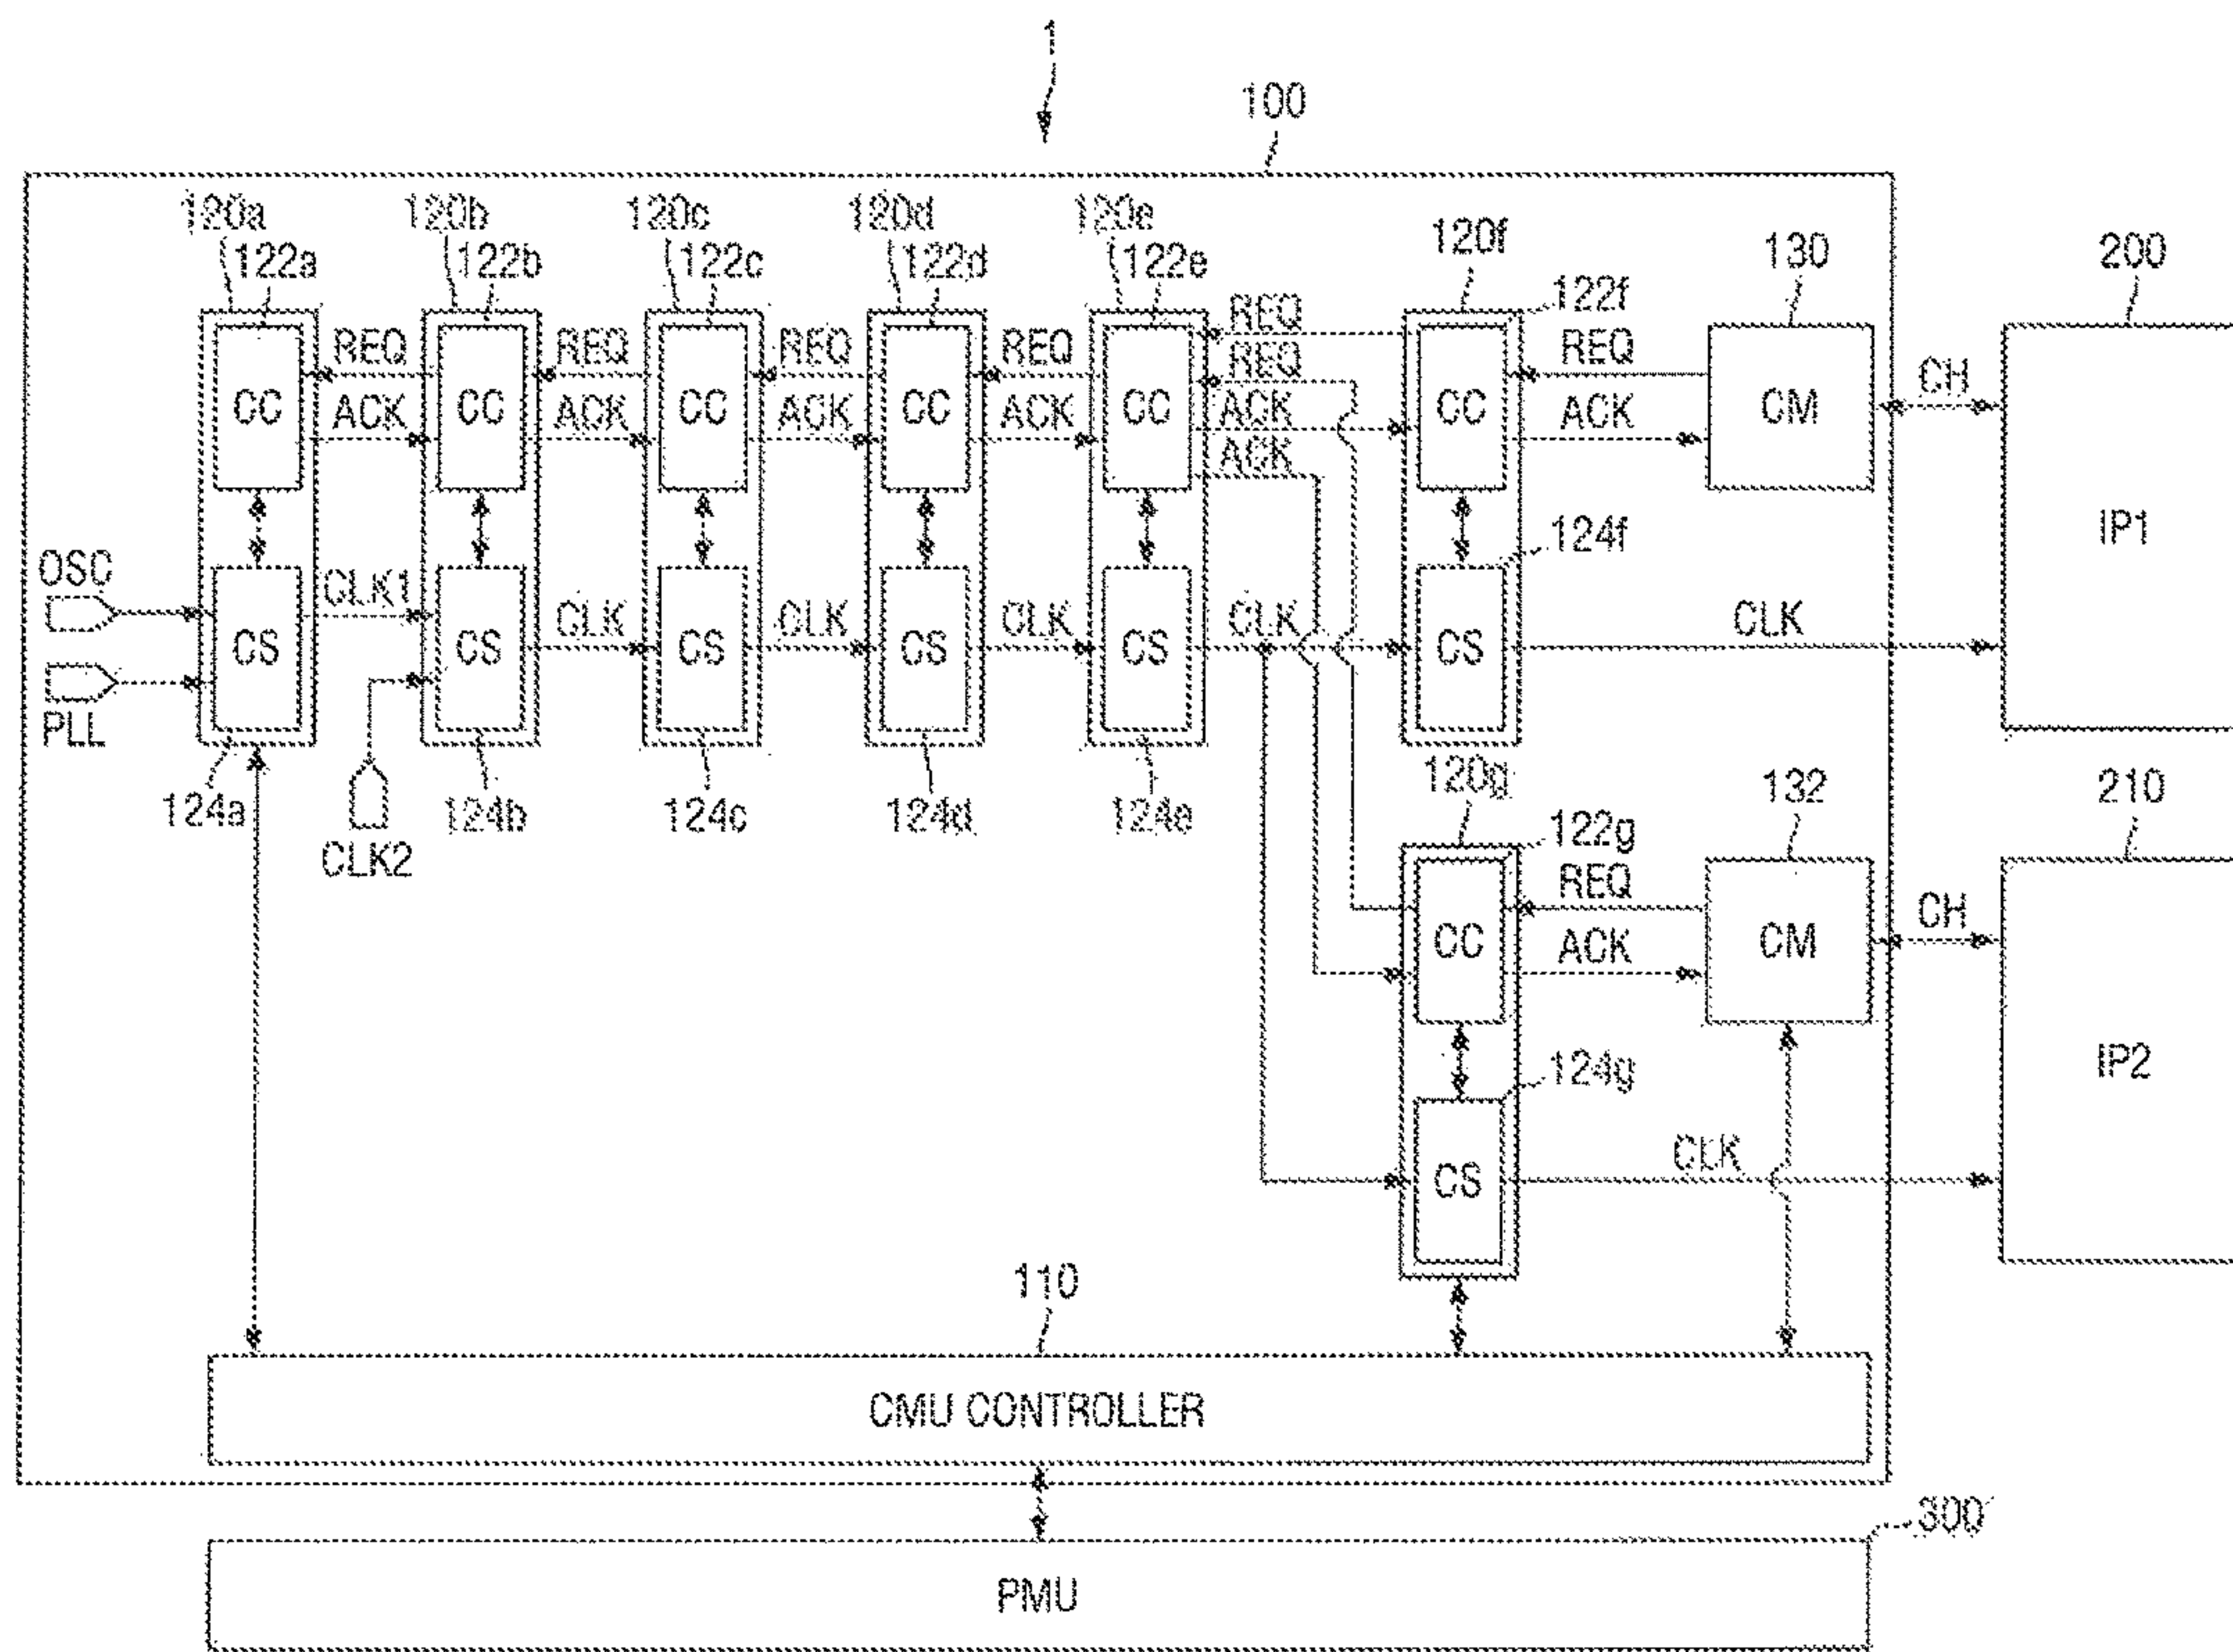 1
100
120a 120b 120c 120d 120e 120f 130 200
122a 122b 122c 122d 122e 122f
REQ REQ REQ REQ REQ REQ
REQ
CC CC CC CC CC CC CM CH
ACK ACK ACK ACK ACK ACK
ACK
IP1
124f
OSC CLK1
CLK CLK CLK CLK CLK
CS CS CS CS CS CS
PLL
124a 124b 124c 124d 124e 120g 132 210
CLK2
122g
REQ
CC ACK CM CH
IP2
124g
CLK
CS
110
CMU CONTROLLER
300
PMU